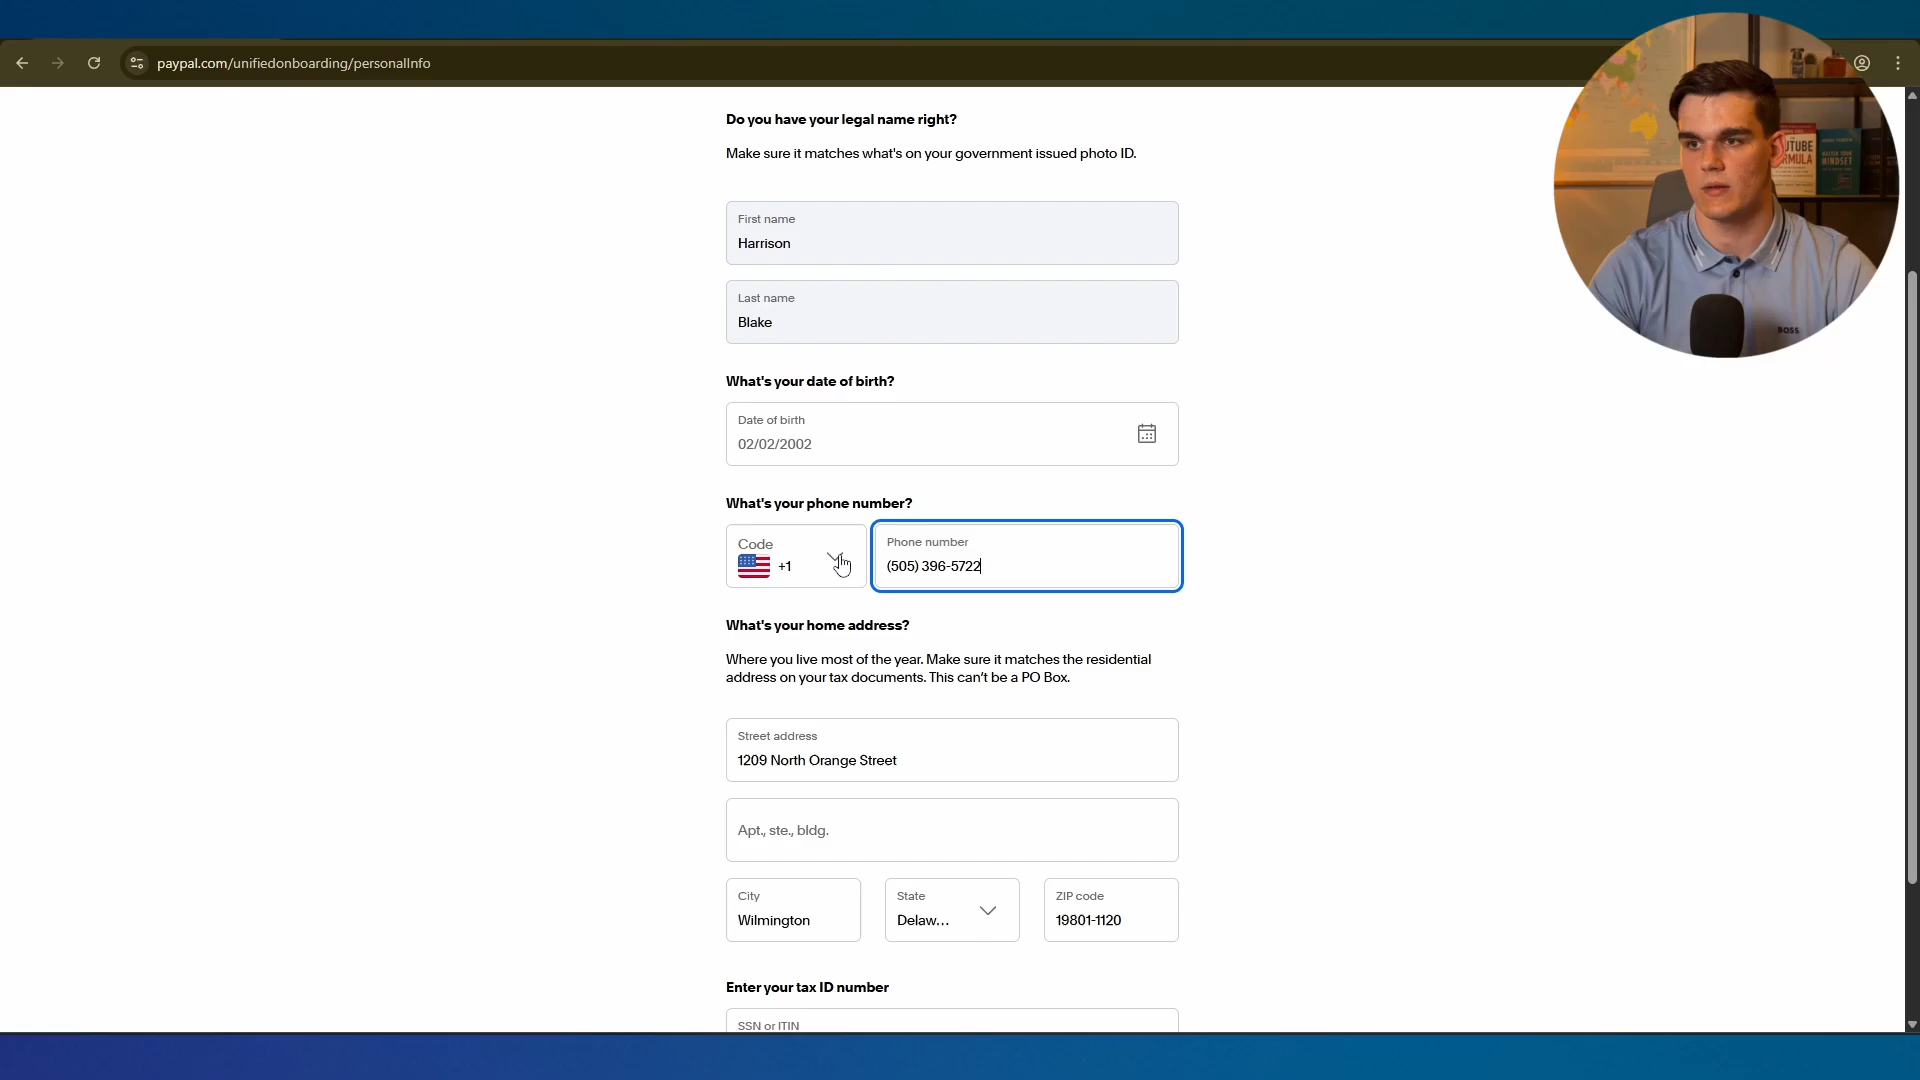 paypal.com/unifiedonboarding/personalInfo
Do you have your legal name right?
Make sure it matches what's on your government issued photo ID.
First name
Harrison
Last name
Blake
What's your date of birth?
Date of birth
02/02/2002
What's your phone number?
Code
+1
Phone number
(505) 396-5722
What's your home address?
Where you live most of the year. Make sure it matches the residential
address on your tax documents. This can’t be a PO Box.
Street address
1209 North Orange Street
Apt., ste., bldg.
City
Wilmington
State
Delaw...
ZIP code
19801-1120
Enter your tax ID number
SSN or ITIN
BOSS